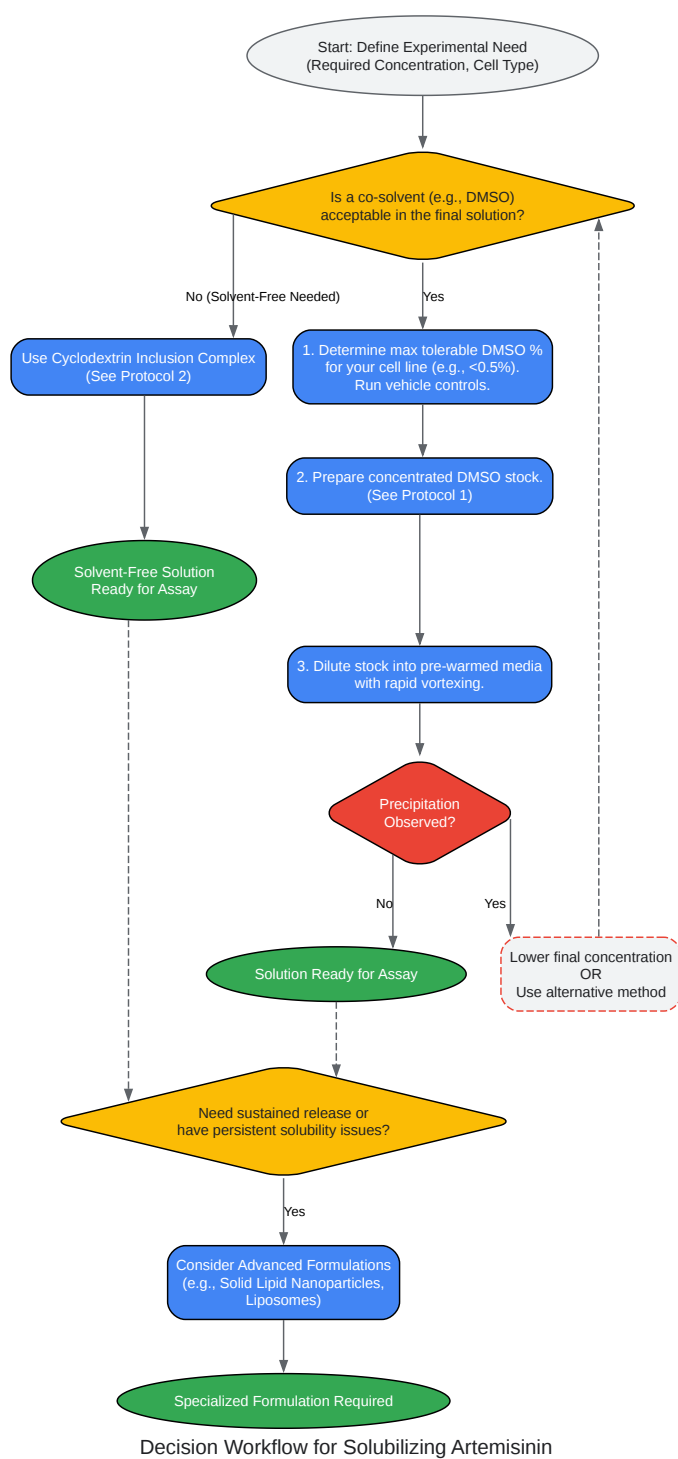 Start: Define Experimental Need
(Required Concentration, Cell Type)
Is a co-solvent (e.g., DMSO)
acceptable in the final solution?
No (Solvent-Free Needed)
Yes
Use Cyclodextrin Inclusion Complex
(See Protocol 2)
1. Determine max tolerable DMSO %
for your cell line (e.g., <0.5%).
Run vehicle controls.
2. Prepare concentrated DMSO stock.
(See Protocol 1)
Solvent-Free Solution
Ready for Assay
3. Dilute stock into pre-warmed media
with rapid vortexing.
Precipitation
Observed?
No
Yes
Solution Ready for Assay
Lower final concentration
OR
Use alternative method
Need sustained release or
have persistent solubility issues?
Yes
Consider Advanced Formulations
(e.g., Solid Lipid Nanoparticles,
Liposomes)
Specialized Formulation Required
Decision Workflow for Solubilizing Artemisinin